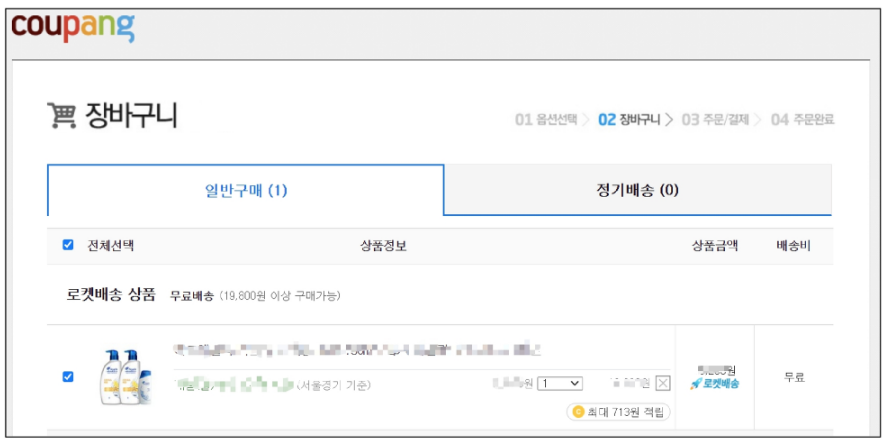 coupang
장바구니
01 옵션선택 > 02 장바구니 > 03 주문/결제 > 04 주문완료
일반구매 (1) 정기배송 (0)
전체선택 상품정보 상품금액 배송비
로켓배송 상품 무료배송 (19,800원 이상 구매가능)
(서울경기 기준) 원 1 원 원 로켓배송 무료
최대 713원 적립